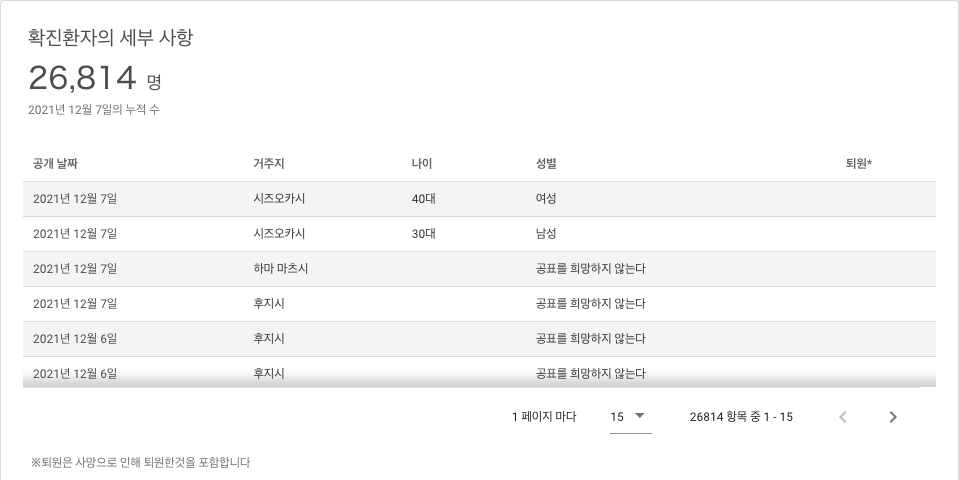 확진환자의 세부 사항
26,814 명
2021년 12월 7일의 누적 수
공개 날짜 거주지 나이 성별 퇴원*
2021년 12월 7일 시즈오카시 40대 여성
2021년 12월 7일 시즈오카시 30대 남성
2021년 12월 7일 하마 마츠시 공표를 희망하지 않는다
2021년 12월 7일 후지시 공표를 희망하지 않는다
2021년 12월 6일 후지시 공표를 희망하지 않는다
2021년 12월 6일 후지시 공표를 희망하지 않는다
1 페이지 마다 15 26814 항목 중 1 - 15
※퇴원은 사망으로 인해 퇴원한것을 포함합니다